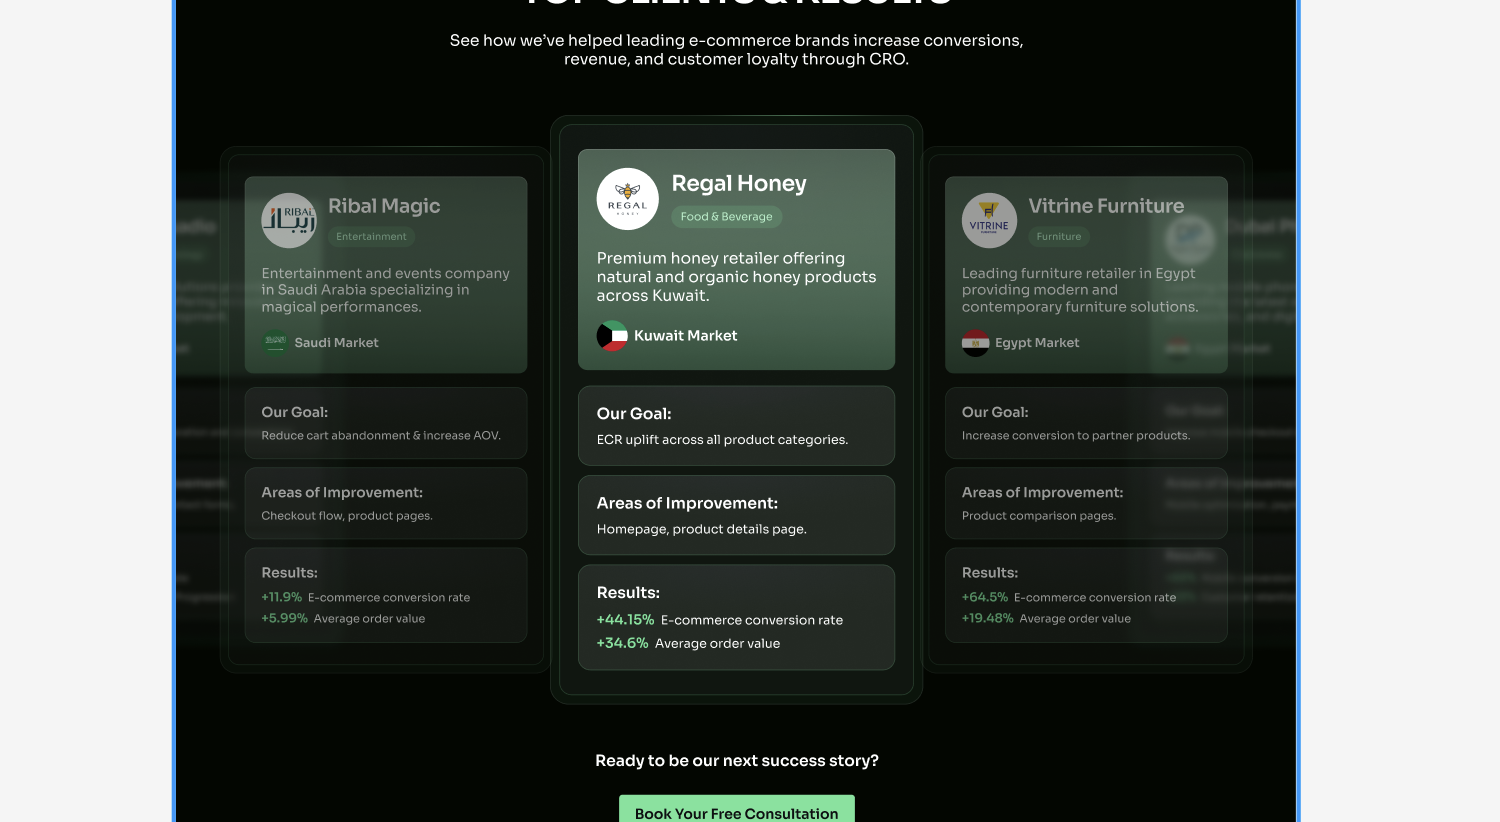 TOP CLIENTS & RESULTS
See how we’ve helped leading e-commerce brands increase conversions,
revenue, and customer loyalty through CRO.
RIBAL
ريبال
Ribal Magic
Entertainment
Entertainment and events company
in Saudi Arabia specializing in
magical performances.
Saudi Market
Our Goal:
Reduce cart abandonment & increase AOV.
Areas of Improvement:
Checkout flow, product pages.
Results:
+11.9% E-commerce conversion rate
+5.99% Average order value
REGAL
HONEY
Regal Honey
Food & Beverage
Premium honey retailer offering
natural and organic honey products
across Kuwait.
Kuwait Market
Our Goal:
ECR uplift across all product categories.
Areas of Improvement:
Homepage, product details page.
Results:
+44.15% E-commerce conversion rate
+34.6% Average order value
VITRINE
Vitrine Furniture
Furniture
Leading furniture retailer in Egypt
providing modern and
contemporary furniture solutions.
Egypt Market
Our Goal:
Increase conversion to partner products.
Areas of Improvement:
Product comparison pages.
Results:
+64.5% E-commerce conversion rate
+19.48% Average order value
Our Goal
Results
Ready to be our next success story?
Book Your Free Consultation